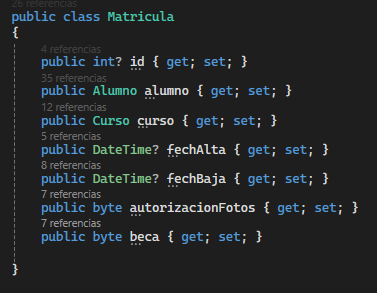 26 referencias
public class Matricula
{
4 referencias
public int? id { get; set; }
35 referencias
public Alumno alumno { get; set; }
12 referencias
public Curso curso { get; set; }
5 referencias
public DateTime? fechAlta { get; set; }
8 referencias
public DateTime? fechBaja { get; set; }
7 referencias
public byte autorizacionFotos { get; set; }
7 referencias
public byte beca { get; set; }
}